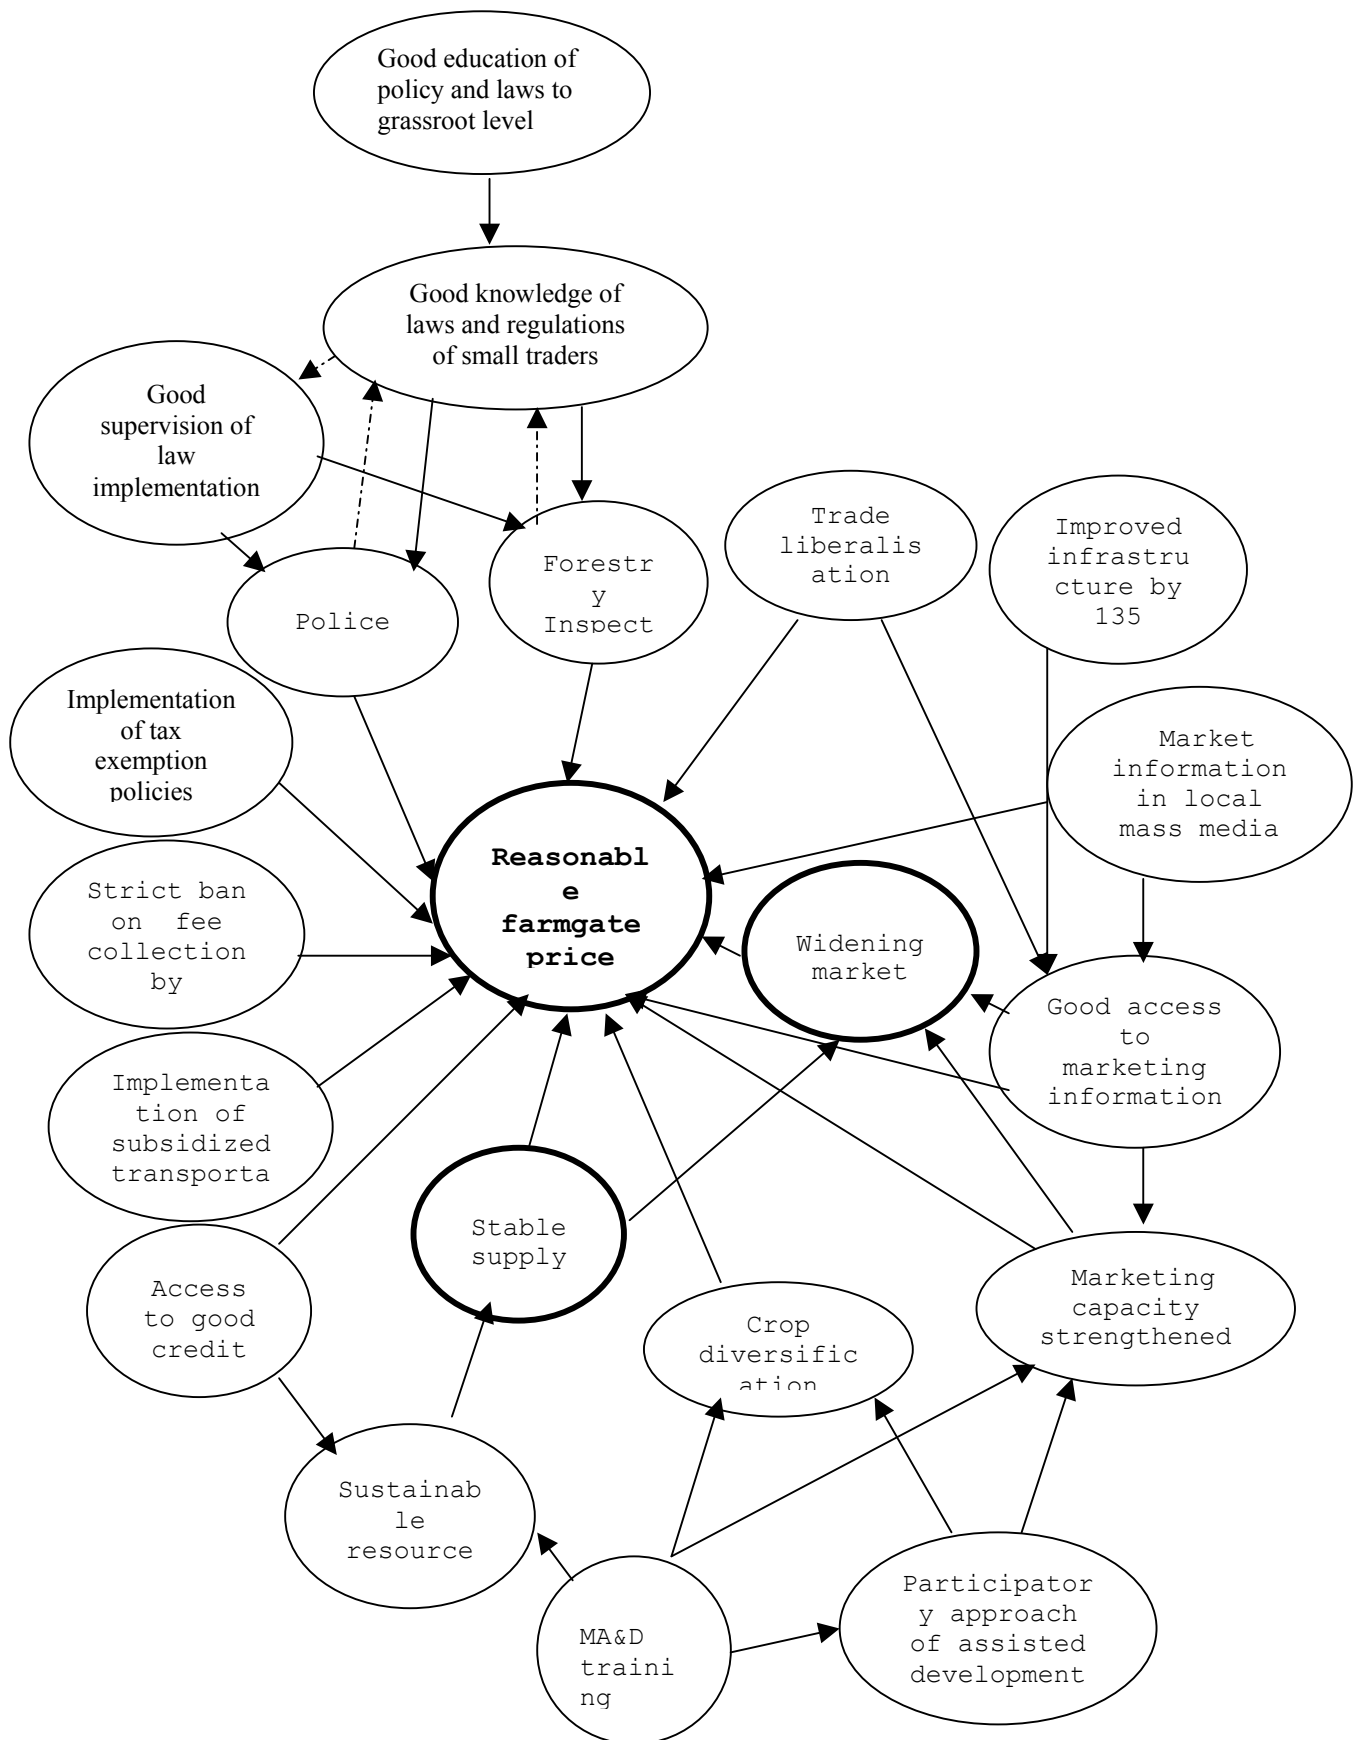 Good education of
policy and laws to
grassroot level
Good knowledge of
laws and regulations
of small traders
Good
supervision of
law
implementation
Trade
liberalis
ation
Improved
infrastru
cture by
135
Forestr
y
Inspect
Police
Implementation
of tax
exemption
policies
Market
information
in local
mass media
Reasonabl
e
farmgate
price
Strict ban
on fee
collection
by
Widening
market
Good access
to
marketing
information
Implementa
tion of
subsidized
transporta
Stable
supply
Access
to good
credit
Marketing
capacity
strengthened
Crop
diversific
ation
Sustainab
le
resource
MA&D
traini
ng
Participator
y approach
of assisted
development